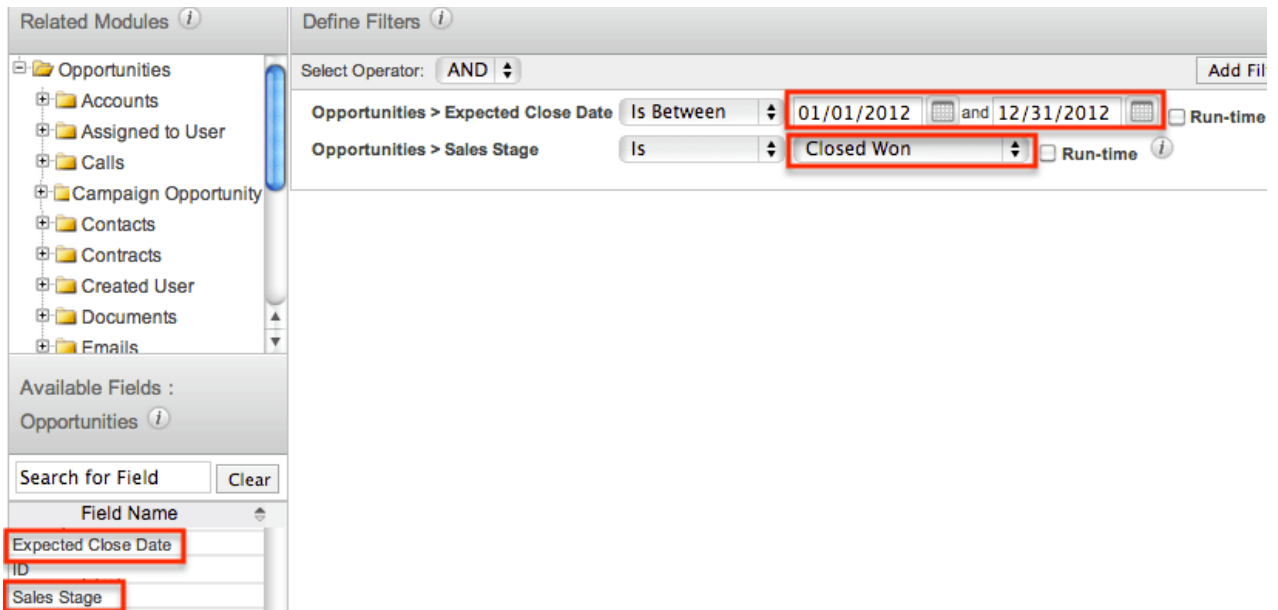 Related Modules i
Define Filters i
Opportunities
Accounts
Assigned to User
Calls
Campaign Opportunity
Contacts
Contracts
Created User
Documents
Emails
Select Operator: AND
Add Fil
Opportunities > Expected Close Date Is Between 01/01/2012 and 12/31/2012 Run-time
Opportunities > Sales Stage Is Closed Won Run-time i
Available Fields :
Opportunities i
Search for Field Clear
Field Name
Expected Close Date
ID
Sales Stage